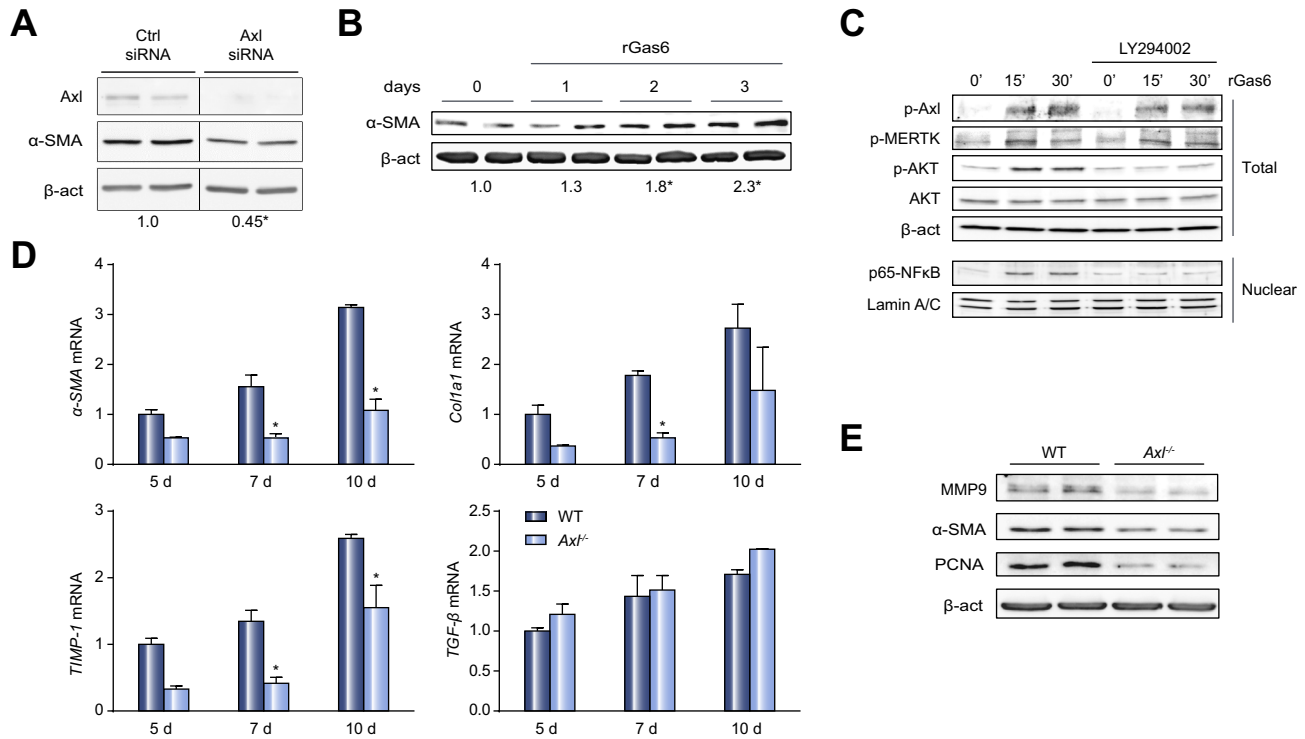 A
Ctrl
siRNA
Axl
siRNA
Axl
α-SMA
β-act
1.0 0.45*
B
rGas6
days 0 1 2 3
α-SMA
β-act
1.0 1.3 1.8* 2.3*
C
LY294002
0' 15' 30' 0' 15' 30' rGas6
p-Axl
p-MERTK
p-AKT
AKT
β-act
Total
p65-NFκB
Lamin A/C
Nuclear
D
α-SMA mRNA
4
3
2
1
0
* *
5 d 7 d 10 d
Col1a1 mRNA
4
3
2
1
0
*
5 d 7 d 10 d
TIMP-1 mRNA
3
2
1
0
* *
5 d 7 d 10 d
TGF-β mRNA
2.5
2.0
1.5
1.0
0.5
0
WT
Axl-/-
5 d 7 d 10 d
E
WT Axl-/-
MMP9
α-SMA
PCNA
β-act